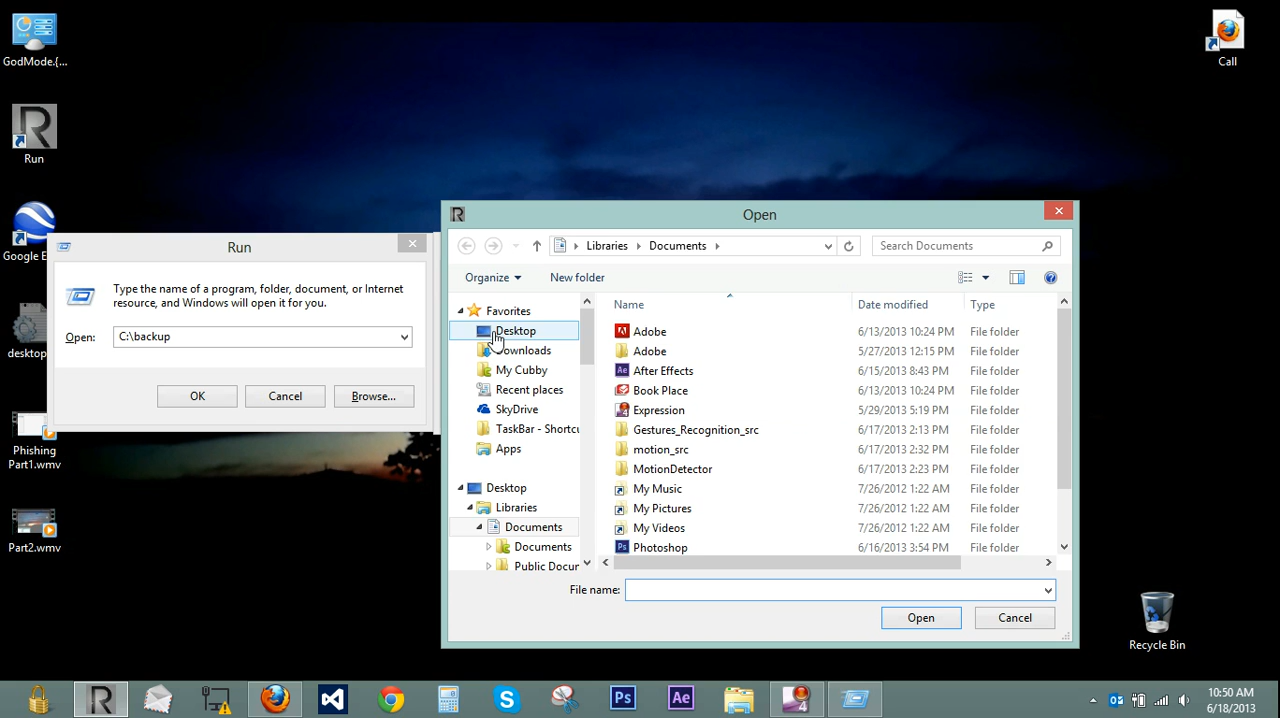 GodMode.{...
Run
Google E...
desktop
Phishing
Part1.wmv
Part2.wmv
Call
Recycle Bin
Run
Type the name of a program, folder, document, or Internet
resource, and Windows will open it for you.
Open: C:\backup
OK Cancel Browse...
Open
Libraries Documents Search Documents
Organize New folder
Favorites
Desktop
Downloads
My Cubby
Recent places
SkyDrive
TaskBar - Shortcu
Apps
Desktop
Libraries
Documents
Documents
Public Docur
Name Date modified Type
Adobe 6/13/2013 10:24 PM File folder
Adobe 5/27/2013 12:15 PM File folder
After Effects 6/15/2013 8:43 PM File folder
Book Place 6/13/2013 10:24 PM File folder
Expression 5/29/2013 5:19 PM File folder
Gestures_Recognition_src 6/17/2013 2:13 PM File folder
motion_src 6/17/2013 2:32 PM File folder
MotionDetector 6/17/2013 2:23 PM File folder
My Music 7/26/2012 1:22 AM File folder
My Pictures 7/26/2012 1:22 AM File folder
My Videos 7/26/2012 1:22 AM File folder
Photoshop 6/16/2013 3:54 PM File folder
File name:
Open Cancel
10:50 AM
6/18/2013